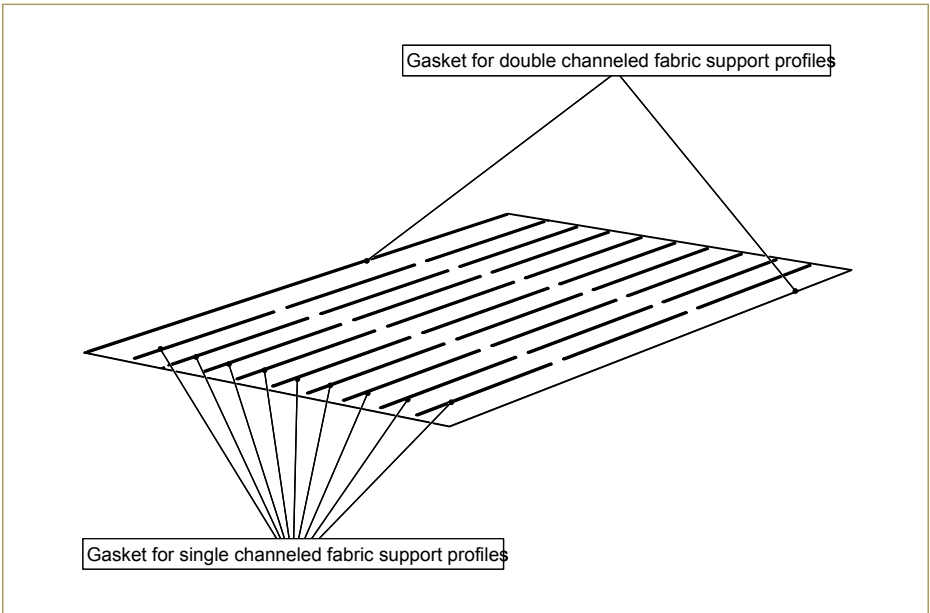 Gasket for double channeled fabric support profiles
Gasket for single channeled fabric support profiles